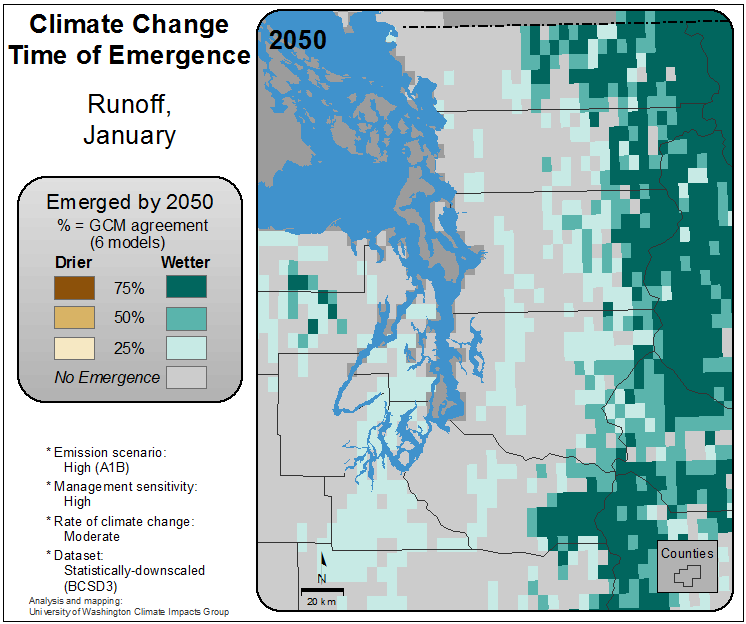 Climate Change
Time of Emergence
Runoff,
January
Emerged by 2050
% = GCM agreement
(6 models)
Drier Wetter
75%
50%
25%
No Emergence
* Emission scenario:
High (A1B)
* Management sensitivity:
High
* Rate of climate change:
Moderate
* Dataset:
Statistically-downscaled
(BCSD3)
Analysis and mapping:
University of Washington Climate Impacts Group
2050
N
20 km
Counties